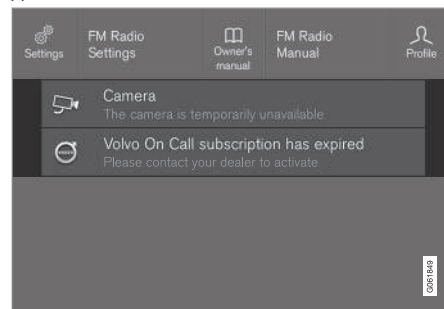 Settings
FM Radio
Settings
Owner's
manual
FM Radio
Manual
Profile
Camera
The camera is temporarily unavailable
Volvo On Call subscription has expired
Please contact your dealer to activate
G061849